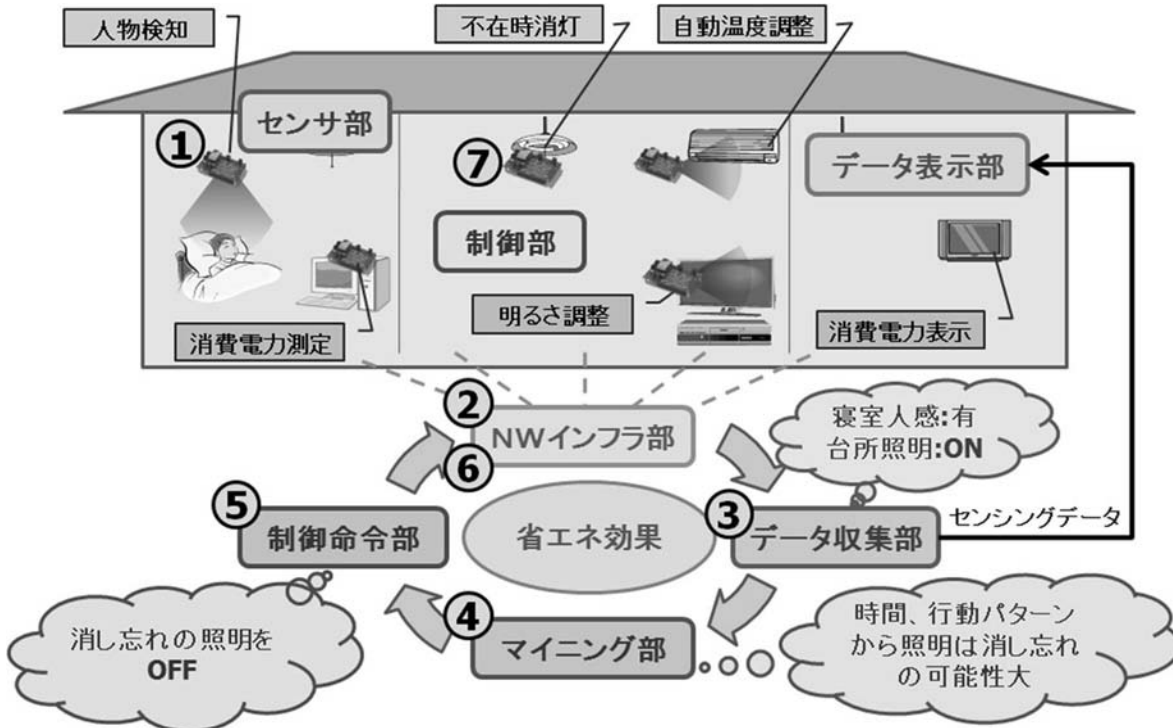 人物検知
不在時消灯
自動温度調整
センサ部
①
⑦
データ表示部
制御部
明るさ調整
消費電力測定
消費電力表示
②
NWインフラ部
⑥
寝室人感:有
台所照明:ON
⑤
制御命令部
省エネ効果
③
データ収集部
センシングデータ
④
マイニング部
消し忘れの照明を
OFF
時間、行動パターン
から照明は消し忘れ
の可能性大